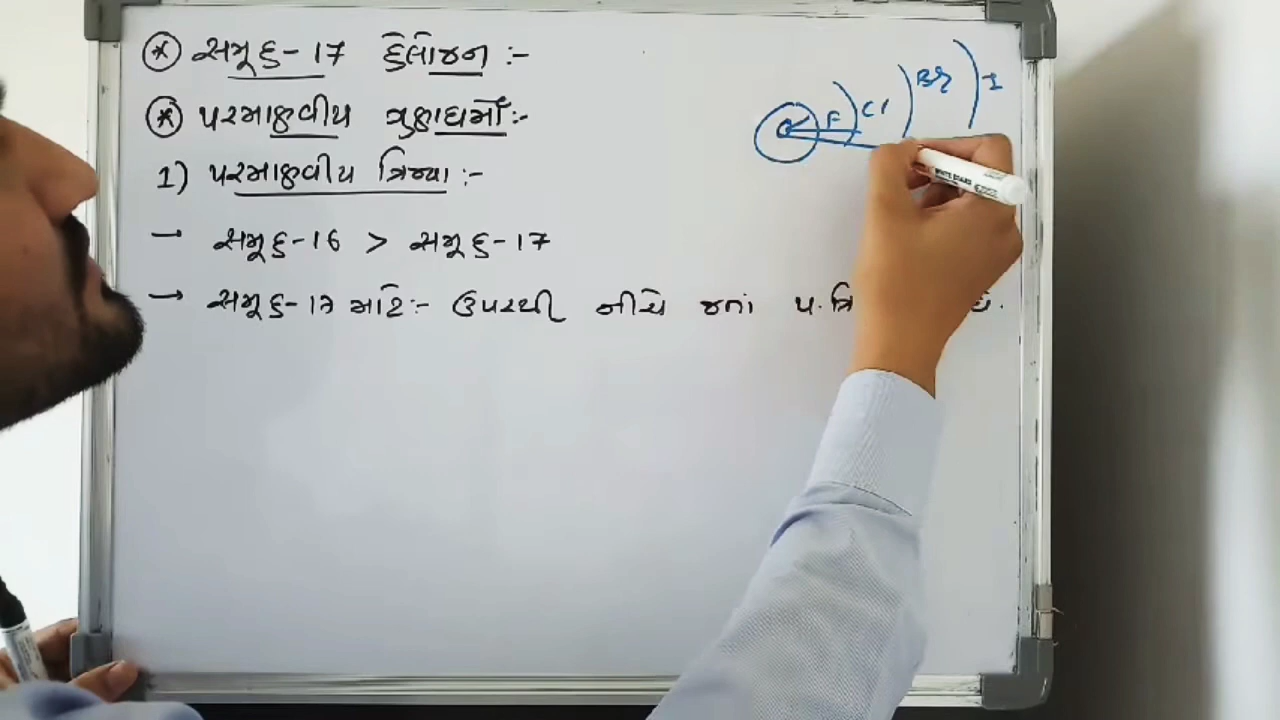 * સમૂહ-17 હેલોજન :-
* પરમાણ્વીય ગુણધર્મો :-
1) પરમાણ્વીય ત્રિજ્યા :-
→ સમૂહ-16 > સમૂહ-17
→ સમૂહ-17 માટે:- ઉપરથી નીચે જતાં પ.ત્રિ
F Cl Br I